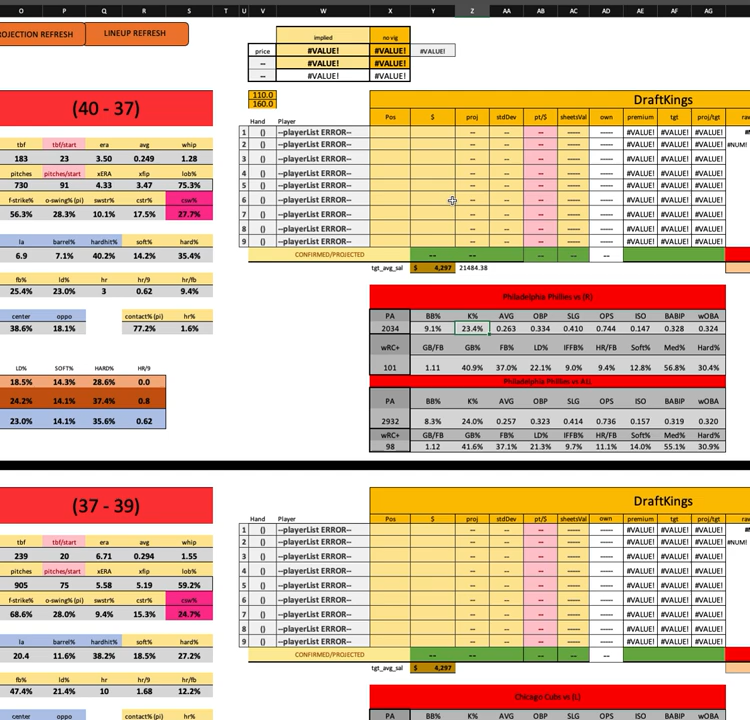 O P Q R S T U V W X Y Z AA AB AC AD AE AF AG
ROJECTION REFRESH LINEUP REFRESH
implied no vig
price #VALUE! #VALUE! #VALUE!
-- #VALUE! #VALUE!
-- #VALUE! #VALUE!
110.0
160.0
(40 - 37) DraftKings
Hand Player Pos $ proj stdDev pt/$ sheetsVal own premium tgt proj/tgt rav
tbf tbf/start era avg whip
183 23 3.50 0.249 1.28
pitches pitches/start xERA xfip lob%
730 91 4.33 3.47 75.3%
f-strike% o-swing% (pi) swstr% cstr% csw%
56.3% 28.3% 10.1% 17.5% 27.7%
la barrel% hardhit% soft% hard%
6.9 7.1% 40.2% 14.2% 35.4%
fb% ld% hr hr/9 hr/fb
25.4% 23.0% 3 0.62 9.4%
center oppo contact% (pi) hr%
38.6% 18.1% 77.2% 1.6%
LD% SOFT% HARD% HR/9
18.5% 14.3% 28.6% 0.0
24.2% 14.1% 37.4% 0.8
23.0% 14.1% 35.6% 0.62
1 () --playerList ERROR-- -- -- -- ----- ----- #VALUE! #VALUE! #VALUE! #
2 () --playerList ERROR-- -- -- -- ----- ----- #VALUE! #VALUE! #VALUE! #NUM!
3 () --playerList ERROR-- -- -- -- ----- ----- #VALUE! #VALUE! #VALUE!
4 () --playerList ERROR-- -- -- -- ----- ----- #VALUE! #VALUE! #VALUE!
5 () --playerList ERROR-- -- -- -- ----- ----- #VALUE! #VALUE! #VALUE!
6 () --playerList ERROR-- -- -- -- ----- ----- #VALUE! #VALUE! #VALUE!
7 () --playerList ERROR-- -- -- -- ----- ----- #VALUE! #VALUE! #VALUE!
8 () --playerList ERROR-- -- -- -- ----- ----- #VALUE! #VALUE! #VALUE!
9 () --playerList ERROR-- -- -- -- ----- ----- #VALUE! #VALUE! #VALUE!
CONFIRMED/PROJECTED -- -- -- -- --
tgt_avg_sal $ 4,297 21484.38
Philadelphia Phillies vs (R)
PA BB% K% AVG OBP SLG OPS ISO BABIP wOBA
2034 9.1% 23.4% 0.263 0.334 0.410 0.744 0.147 0.328 0.324
wRC+ GB/FB GB% FB% LD% IFFB% HR/FB Soft% Med% Hard%
101 1.11 40.9% 37.0% 22.1% 9.0% 9.4% 12.8% 56.8% 30.4%
Philadelphia Phillies vs ALL
PA BB% K% AVG OBP SLG OPS ISO BABIP wOBA
2932 8.3% 24.0% 0.257 0.323 0.414 0.736 0.157 0.319 0.320
wRC+ GB/FB GB% FB% LD% IFFB% HR/FB Soft% Med% Hard%
98 1.12 41.6% 37.1% 21.3% 9.7% 11.1% 14.0% 55.1% 30.9%
(37 - 39) DraftKings
Hand Player Pos $ proj stdDev pt/$ sheetsVal own premium tgt proj/tgt rav
tbf tbf/start era avg whip
239 20 6.71 0.294 1.55
pitches pitches/start xERA xfip lob%
905 75 5.58 5.19 59.2%
f-strike% o-swing% (pi) swstr% cstr% csw%
68.6% 28.0% 9.4% 15.3% 24.7%
la barrel% hardhit% soft% hard%
20.4 11.6% 38.2% 18.5% 27.2%
fb% ld% hr hr/9 hr/fb
47.4% 21.4% 10 1.68 12.2%
center oppo contact% (pi) hr%
1 () --playerList ERROR-- -- -- -- ----- ----- #VALUE! #VALUE! #VALUE! #
2 () --playerList ERROR-- -- -- -- ----- ----- #VALUE! #VALUE! #VALUE! #NUM!
3 () --playerList ERROR-- -- -- -- ----- ----- #VALUE! #VALUE! #VALUE!
4 () --playerList ERROR-- -- -- -- ----- ----- #VALUE! #VALUE! #VALUE!
5 () --playerList ERROR-- -- -- -- ----- ----- #VALUE! #VALUE! #VALUE!
6 () --playerList ERROR-- -- -- -- ----- ----- #VALUE! #VALUE! #VALUE!
7 () --playerList ERROR-- -- -- -- ----- ----- #VALUE! #VALUE! #VALUE!
8 () --playerList ERROR-- -- -- -- ----- ----- #VALUE! #VALUE! #VALUE!
9 () --playerList ERROR-- -- -- -- ----- ----- #VALUE! #VALUE! #VALUE!
CONFIRMED/PROJECTED -- -- -- -- --
tgt_avg_sal $ 4,297
Chicago Cubs vs (L)
PA BB% K% AVG OBP SLG OPS ISO BABIP wOBA